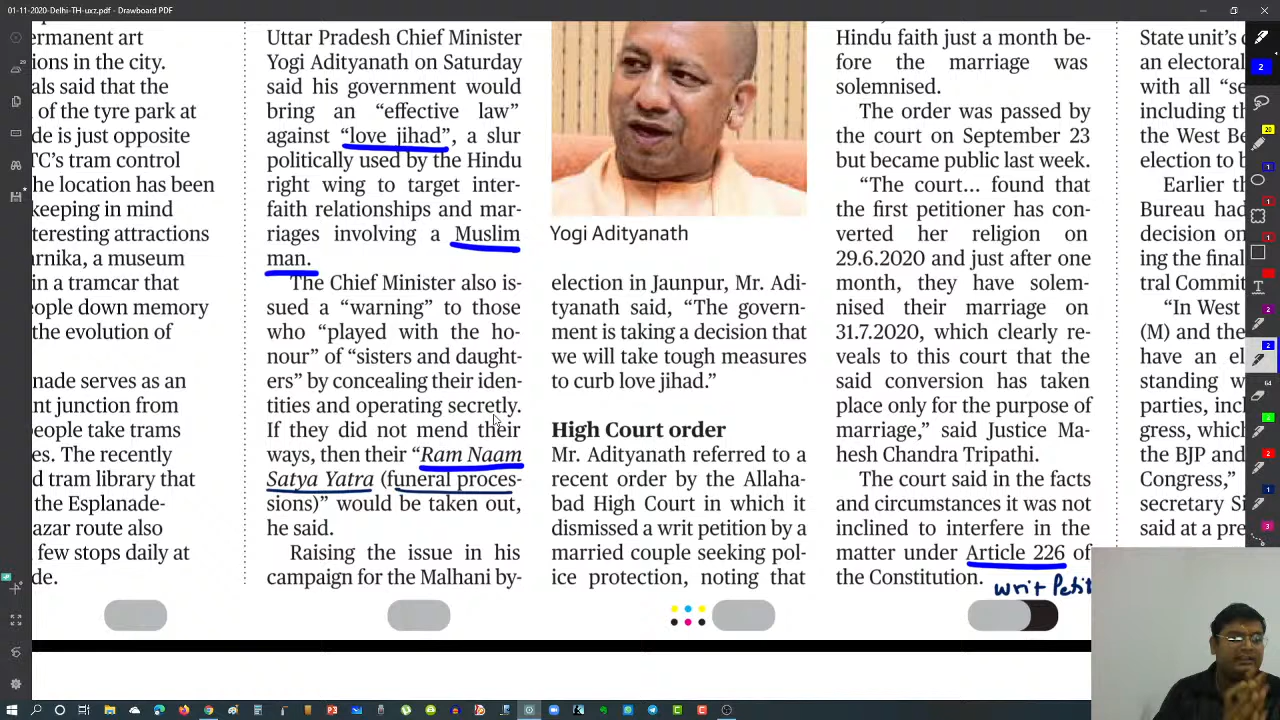 01-11-2020-Delhi-TH-uxz.pdf - Drawboard PDF
ermanent art
ions in the city.
als said that the
of the tyre park at
de is just opposite
TC's tram control
he location has been
keeping in mind
teresting attractions
arnika, a museum
in a tramcar that
eople down memory
the evolution of
nade serves as an
nt junction from
people take trams
es. The recently
d tram library that
the Esplanade-
azar route also
few stops daily at
de.
Uttar Pradesh Chief Minister
Yogi Adityanath on Saturday
said his government would
bring an “effective law”
against “love jihad”, a slur
politically used by the Hindu
right wing to target inter-
faith relationships and mar-
riages involving a Muslim
man.
The Chief Minister also is-
sued a “warning” to those
who “played with the ho-
nour” of “sisters and daught-
ers” by concealing their iden-
tities and operating secretly.
If they did not mend their
ways, then their “Ram Naam
Satya Yatra (funeral proces-
sions)” would be taken out,
he said.
Raising the issue in his
campaign for the Malhani by-
Yogi Adityanath
election in Jaunpur, Mr. Adi-
tyanath said, “The govern-
ment is taking a decision that
we will take tough measures
to curb love jihad.”
High Court order
Mr. Adityanath referred to a
recent order by the Allaha-
bad High Court in which it
dismissed a writ petition by a
married couple seeking pol-
ice protection, noting that
Hindu faith just a month be-
fore the marriage was
solemnised.
The order was passed by
the court on September 23
but became public last week.
“The court... found that
the first petitioner has con-
verted her religion on
29.6.2020 and just after one
month, they have solem-
nised their marriage on
31.7.2020, which clearly re-
veals to this court that the
said conversion has taken
place only for the purpose of
marriage,” said Justice Ma-
hesh Chandra Tripathi.
The court said in the facts
and circumstances it was not
inclined to interfere in the
matter under Article 226 of
the Constitution.
writ Petit
State unit's
an electoral
with all “se
including th
the West Be
election to b
Earlier th
Bureau had
decision on
ing the final
tral Commit
“In West
(M) and the
have an el
standing w
parties, incl
gress, which
the BJP and
Congress,”
secretary Si
said at a pre